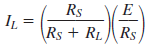 I_L = (R_S / (R_S + R_L))(E / R_S)